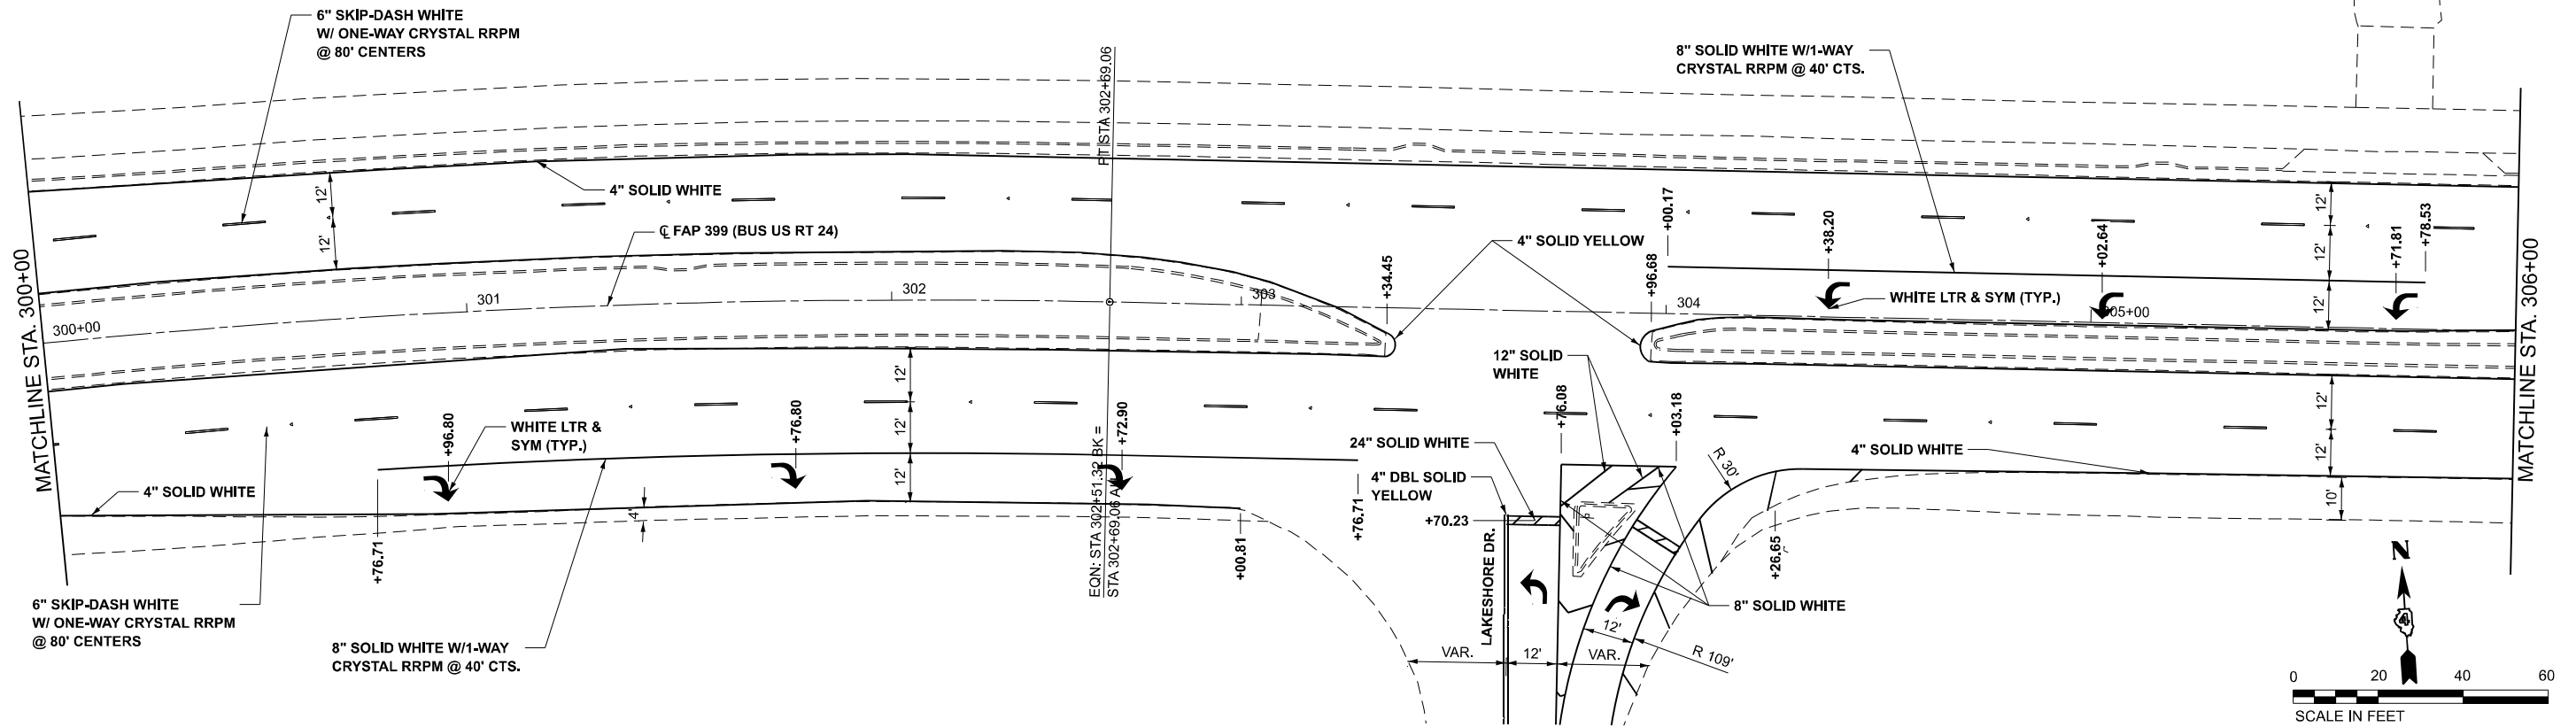 6" SKIP-DASH WHITE
W/ ONE-WAY CRYSTAL RRPM
@ 80' CENTERS
8" SOLID WHITE W/1-WAY
CRYSTAL RRPM @ 40' CTS.
PT STA 302+69.06
4" SOLID WHITE
12'
12'
℄ FAP 399 (BUS US RT 24)
4" SOLID YELLOW
+34.45
+96.68
+00.17
+38.20
+02.64
+71.81
+78.53
12'
12'
12'
WHITE LTR & SYM (TYP.)
MATCHLINE STA. 300+00
300+00
301
302
303
304
305+00
MATCHLINE STA. 306+00
12" SOLID
WHITE
12'
12'
12'
+96.80
WHITE LTR &
SYM (TYP.)
+76.80
+72.90
+76.08
+03.18
12'
12'
24" SOLID WHITE
4" DBL SOLID
YELLOW
+70.23
R 30'
4" SOLID WHITE
10'
4" SOLID WHITE
4'
+76.71
EQN: STA 302+51.32 BK =
STA 302+69.06 AH
+00.81
+76.71
+26.65
LAKESHORE DR.
8" SOLID WHITE
6" SKIP-DASH WHITE
W/ ONE-WAY CRYSTAL RRPM
@ 80' CENTERS
8" SOLID WHITE W/1-WAY
CRYSTAL RRPM @ 40' CTS.
VAR.
12'
VAR.
12'
R 109'
N
4
0 20 40 60
SCALE IN FEET